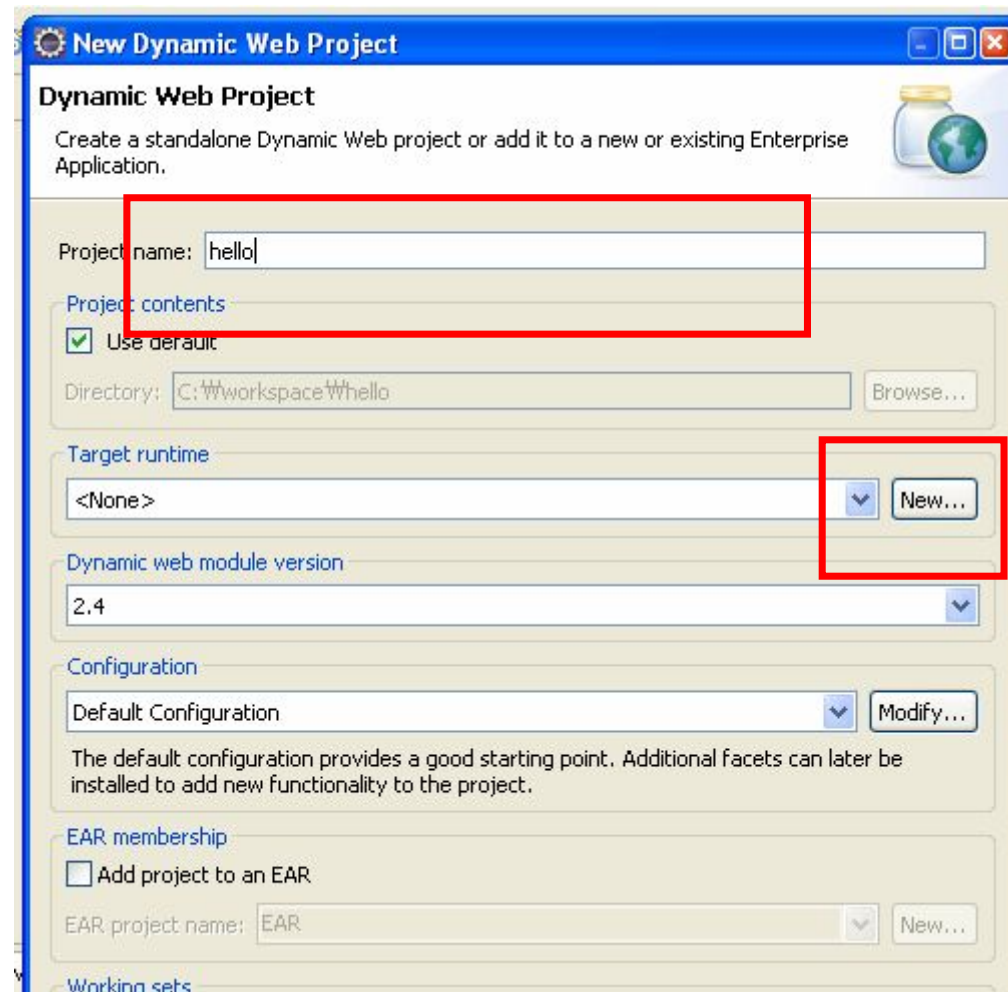 New Dynamic Web Project
Dynamic Web Project
Create a standalone Dynamic Web project or add it to a new or existing Enterprise
Application.
Project name: hello
Project contents
Use default
Directory: C:₩workspace₩hello Browse...
Target runtime
<None> New...
Dynamic web module version
2.4
Configuration
Default Configuration Modify...
The default configuration provides a good starting point. Additional facets can later be
installed to add new functionality to the project.
EAR membership
Add project to an EAR
EAR project name: EAR New...
Working sets